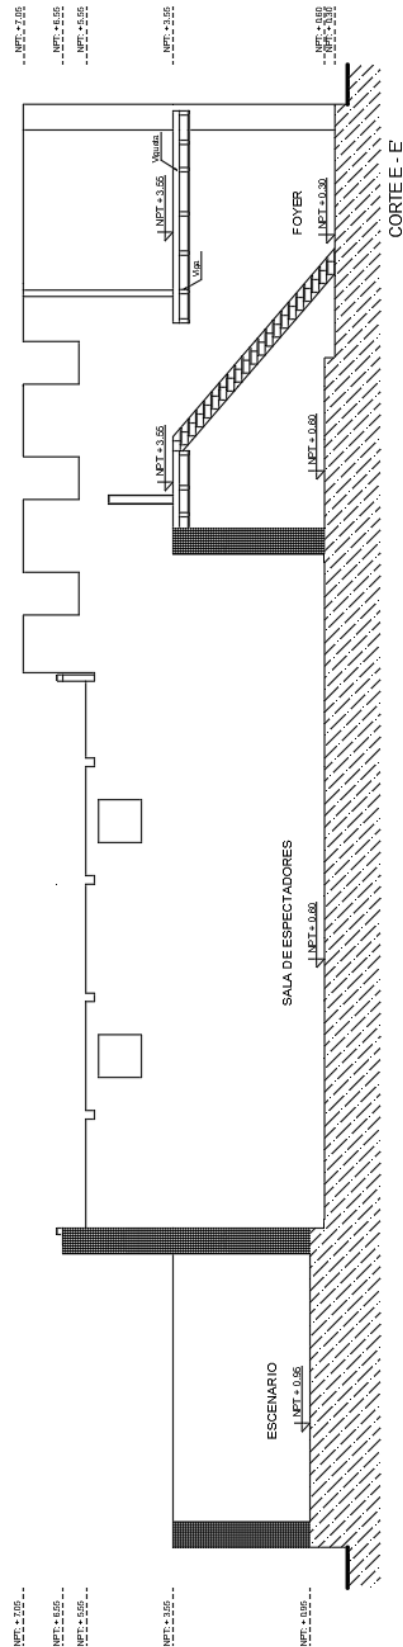 NPT: + 7.05
NPT: + 6.55
NPT: + 5.55
NPT: + 3.55
NPT: + 0.95
ESCENARIO
NPT + 0.95
SALA DE ESPECTADORES
NPT + 0.60
NPT + 3.55
NPT + 0.60
Viga
Vigueta
NPT + 3.55
FOYER
NPT + 0.30
NPT: + 7.05
NPT: + 6.55
NPT: + 5.55
NPT: + 3.55
NPT: + 0.60
NPT: + 0.30
CORTE E - E'